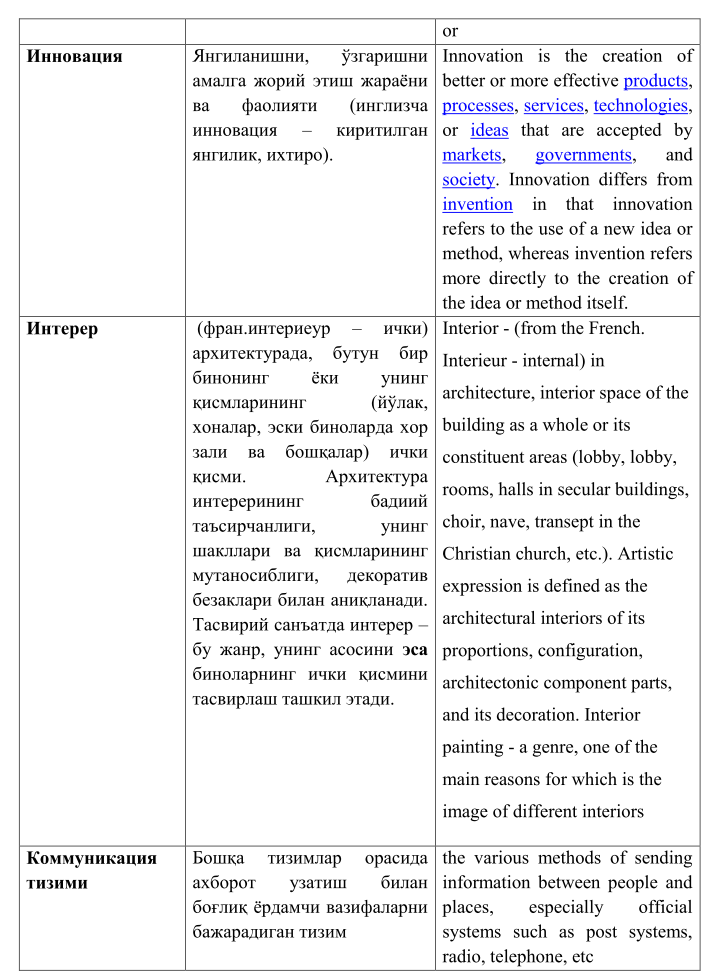 or
Инновация
Янгиланишни, ўзгаришни
амалга жорий этиш жараёни
ва фаолияти (инглизча
инновация – киритилган
янгилик, ихтиро).
Innovation is the creation of
better or more effective products,
processes, services, technologies,
or ideas that are accepted by
markets, governments, and
society. Innovation differs from
invention in that innovation
refers to the use of a new idea or
method, whereas invention refers
more directly to the creation of
the idea or method itself.
Интерер
(фран.интериеур – ички)
архитектурада, бутун бир
бинонинг ёки унинг
қисмларининг (йўлак,
хоналар, эски биноларда хор
зали ва бошқалар) ички
қисми. Архитектура
интерерининг бадиий
таъсирчанлиги, унинг
шакллари ва қисмларининг
мутаносиблиги, декоратив
безаклари билан аниқланади.
Тасвирий санъатда интерер –
бу жанр, унинг асосини эса
биноларнинг ички қисмини
тасвирлаш ташкил этади.
Interior - (from the French.
Interieur - internal) in
architecture, interior space of the
building as a whole or its
constituent areas (lobby, lobby,
rooms, halls in secular buildings,
choir, nave, transept in the
Christian church, etc.). Artistic
expression is defined as the
architectural interiors of its
proportions, configuration,
architectonic component parts,
and its decoration. Interior
painting - a genre, one of the
main reasons for which is the
image of different interiors
Коммуникация
тизими
Бошқа тизимлар орасида
ахборот узатиш билан
боғлиқ ёрдамчи вазифаларни
бажарадиган тизим
the various methods of sending
information between people and
places, especially official
systems such as post systems,
radio, telephone, etc